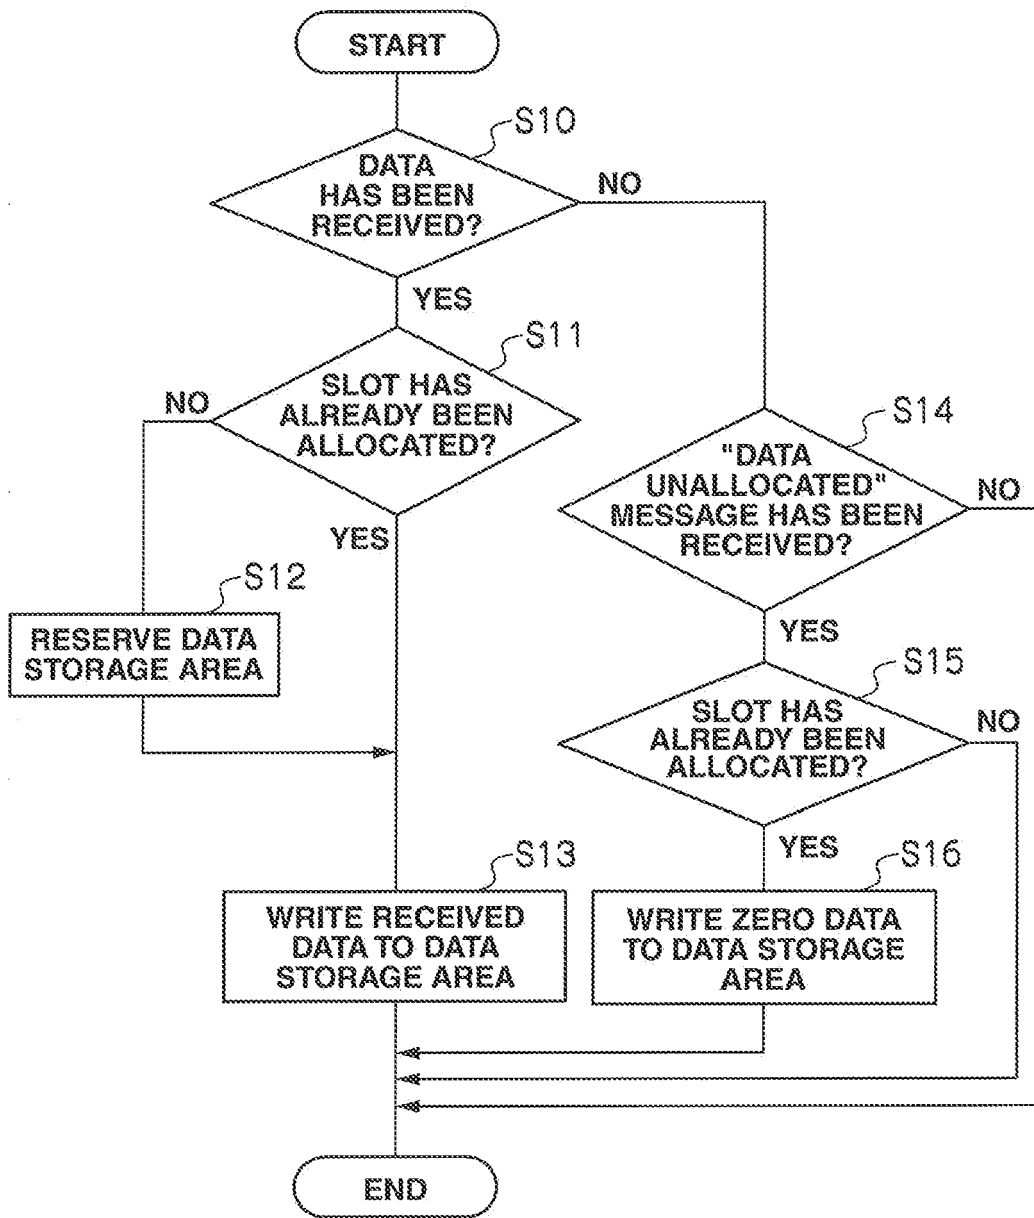 START
S10
DATA
HAS BEEN
RECEIVED?
NO
YES
S11
SLOT HAS
ALREADY BEEN
ALLOCATED?
NO
YES
S14
"DATA
UNALLOCATED"
MESSAGE HAS BEEN
RECEIVED?
NO
YES
S12
RESERVE DATA
STORAGE AREA
S15
SLOT HAS
ALREADY BEEN
ALLOCATED?
NO
YES
S13
WRITE RECEIVED
DATA TO DATA
STORAGE AREA
S16
WRITE ZERO DATA
TO DATA STORAGE
AREA
END